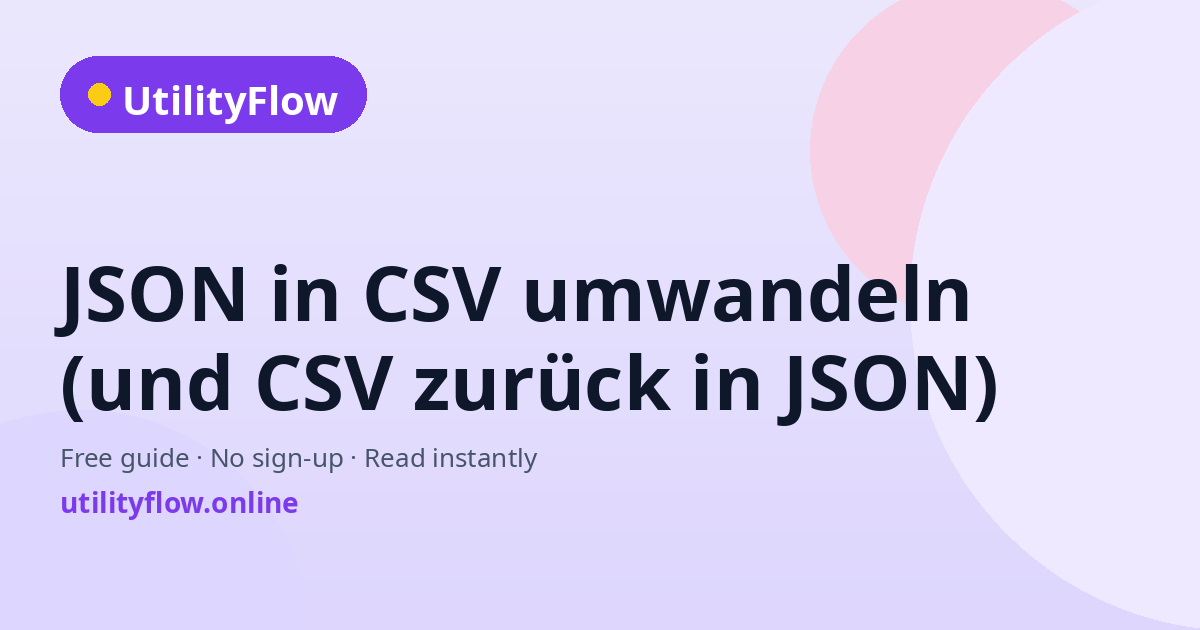 UtilityFlow
JSON in CSV umwandeln
(und CSV zurück in JSON)
Free guide · No sign-up · Read instantly
utilityflow.online